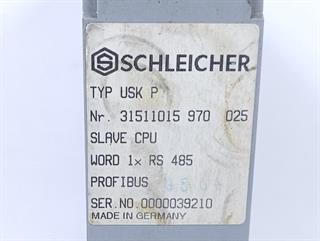 SCHLEICHER
TYP USK P
Nr. 31511015 970 025
SLAVE CPU
WORD 1x RS 485
PROFIBUS
SER.NO.0000039210
MADE IN GERMANY